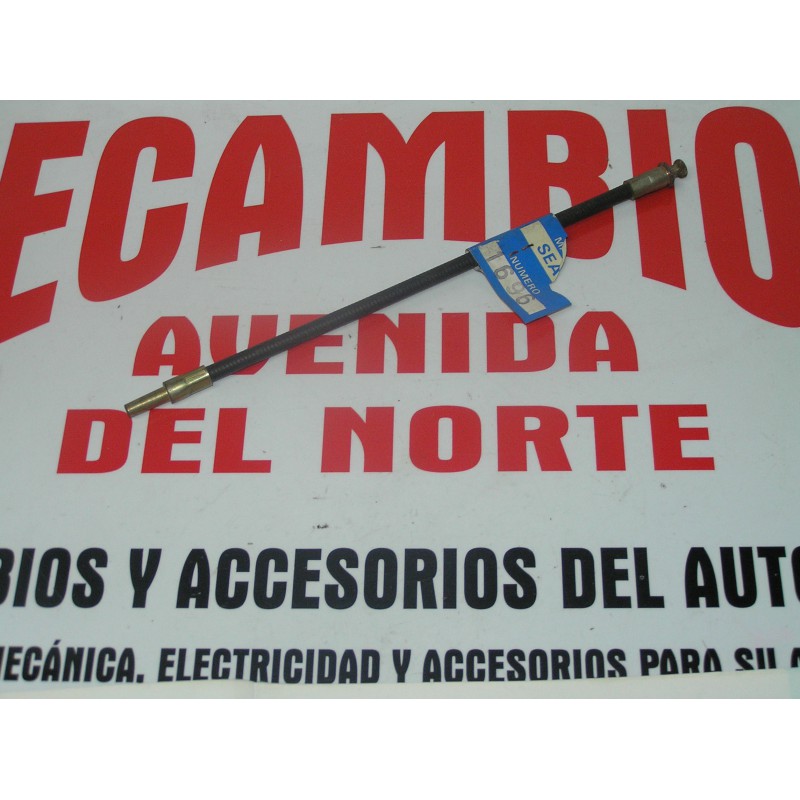 ECAMBIO
AVENIDA
DEL NORTE
SEA
NUMERO
1696
BIOS Y ACCESORIOS DEL AUTO
MECÁNICA, ELECTRICIDAD Y ACCESORIOS PARA SU A